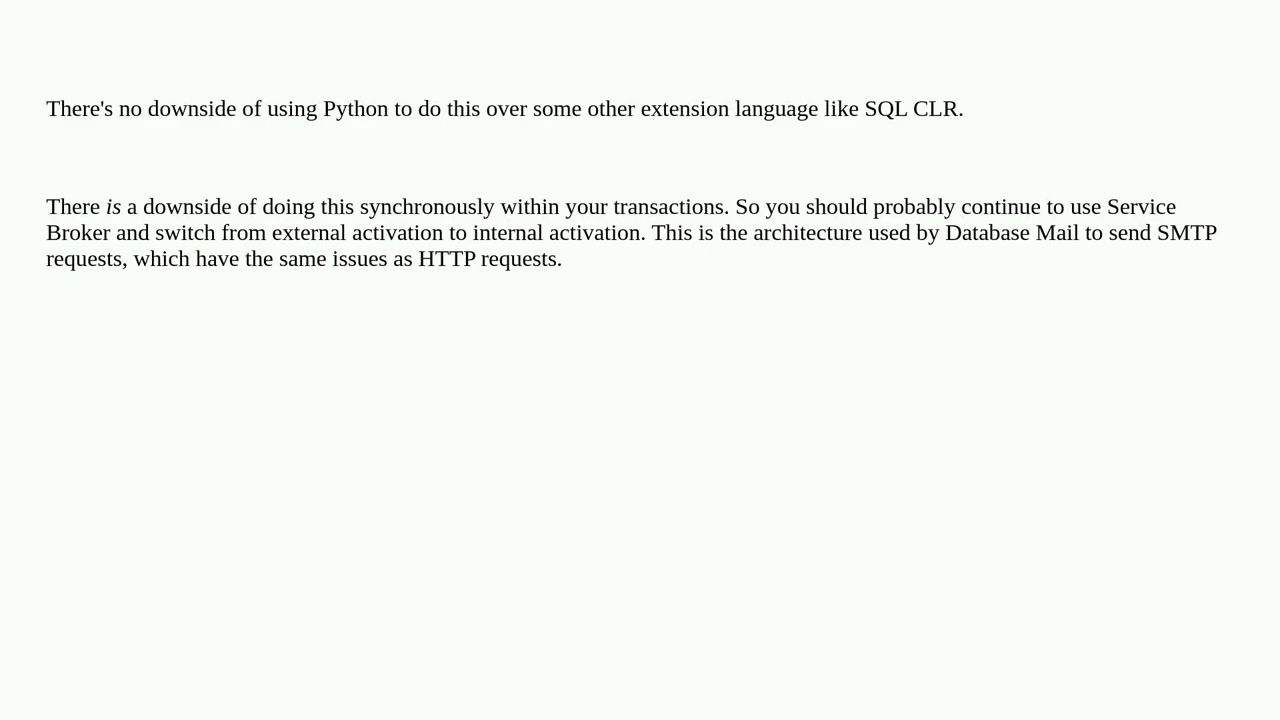 There's no downside of using Python to do this over some other extension language like SQL CLR.
There is a downside of doing this synchronously within your transactions. So you should probably continue to use Service
Broker and switch from external activation to internal activation. This is the architecture used by Database Mail to send SMTP
requests, which have the same issues as HTTP requests.